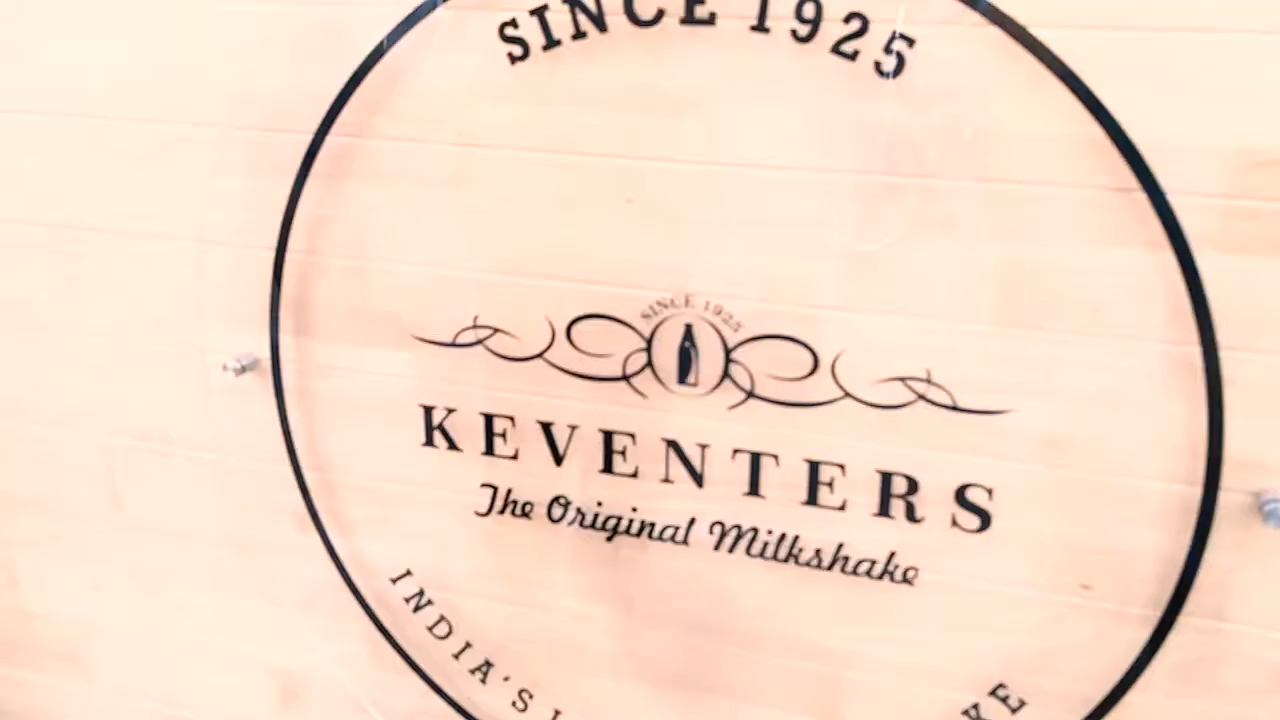 SINCE 1925
SINCE 1925
KEVENTERS
The Original Milkshake
INDIA'S